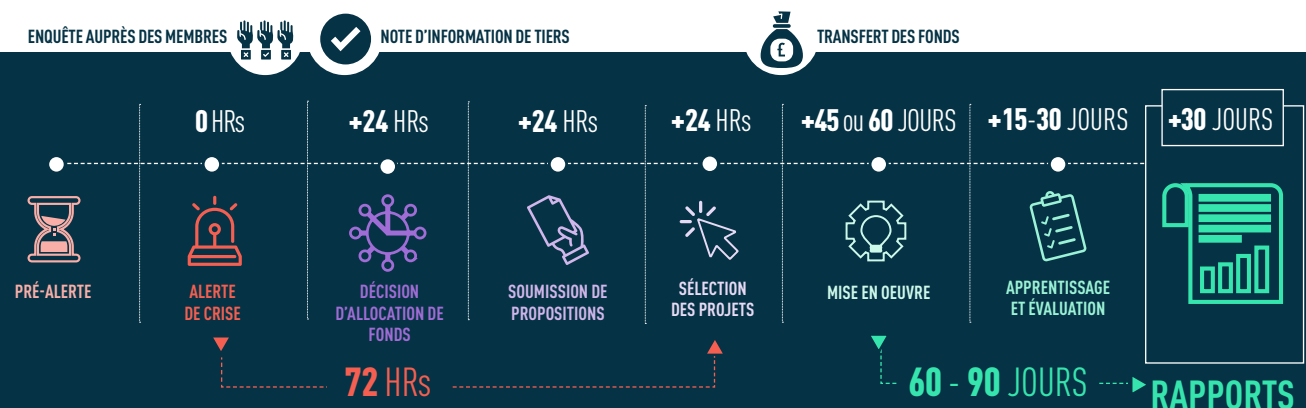 ENQUÊTE AUPRÈS DES MEMBRES
NOTE D'INFORMATION DE TIERS
TRANSFERT DES FONDS
£
0 HRs
+24 HRs
+24 HRs
+24 HRs
+45 ou 60 JOURS
+15-30 JOURS
+30 JOURS
PRÉ-ALERTE
ALERTE
DE CRISE
DÉCISION
D'ALLOCATION DE
FONDS
SOUMISSION DE
PROPOSITIONS
SÉLECTION
DES PROJETS
MISE EN OEUVRE
APPRENTISSAGE
ET ÉVALUATION
72 HRs
60 - 90 JOURS
RAPPORTS